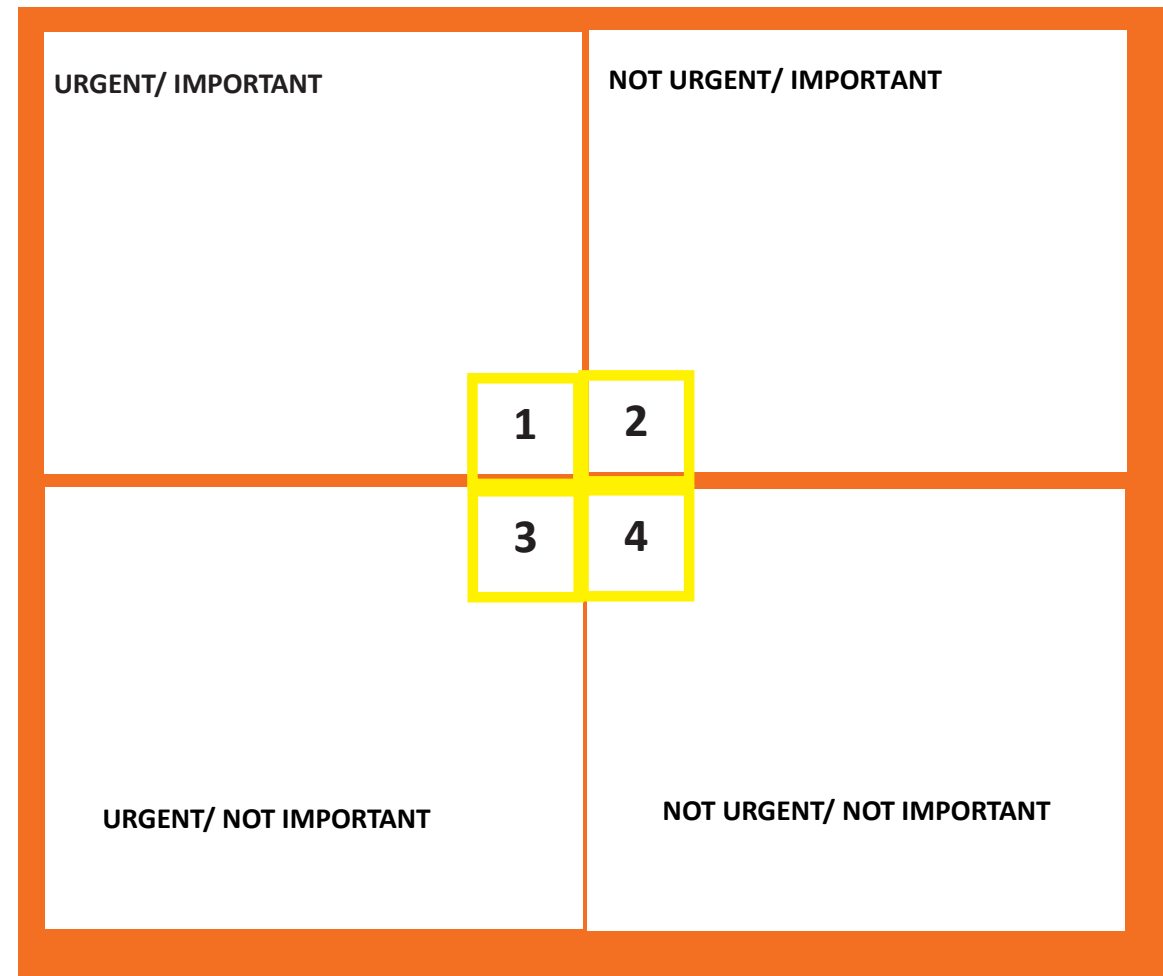 URGENT/ IMPORTANT
NOT URGENT/ IMPORTANT
1
2
3
4
URGENT/ NOT IMPORTANT
NOT URGENT/ NOT IMPORTANT